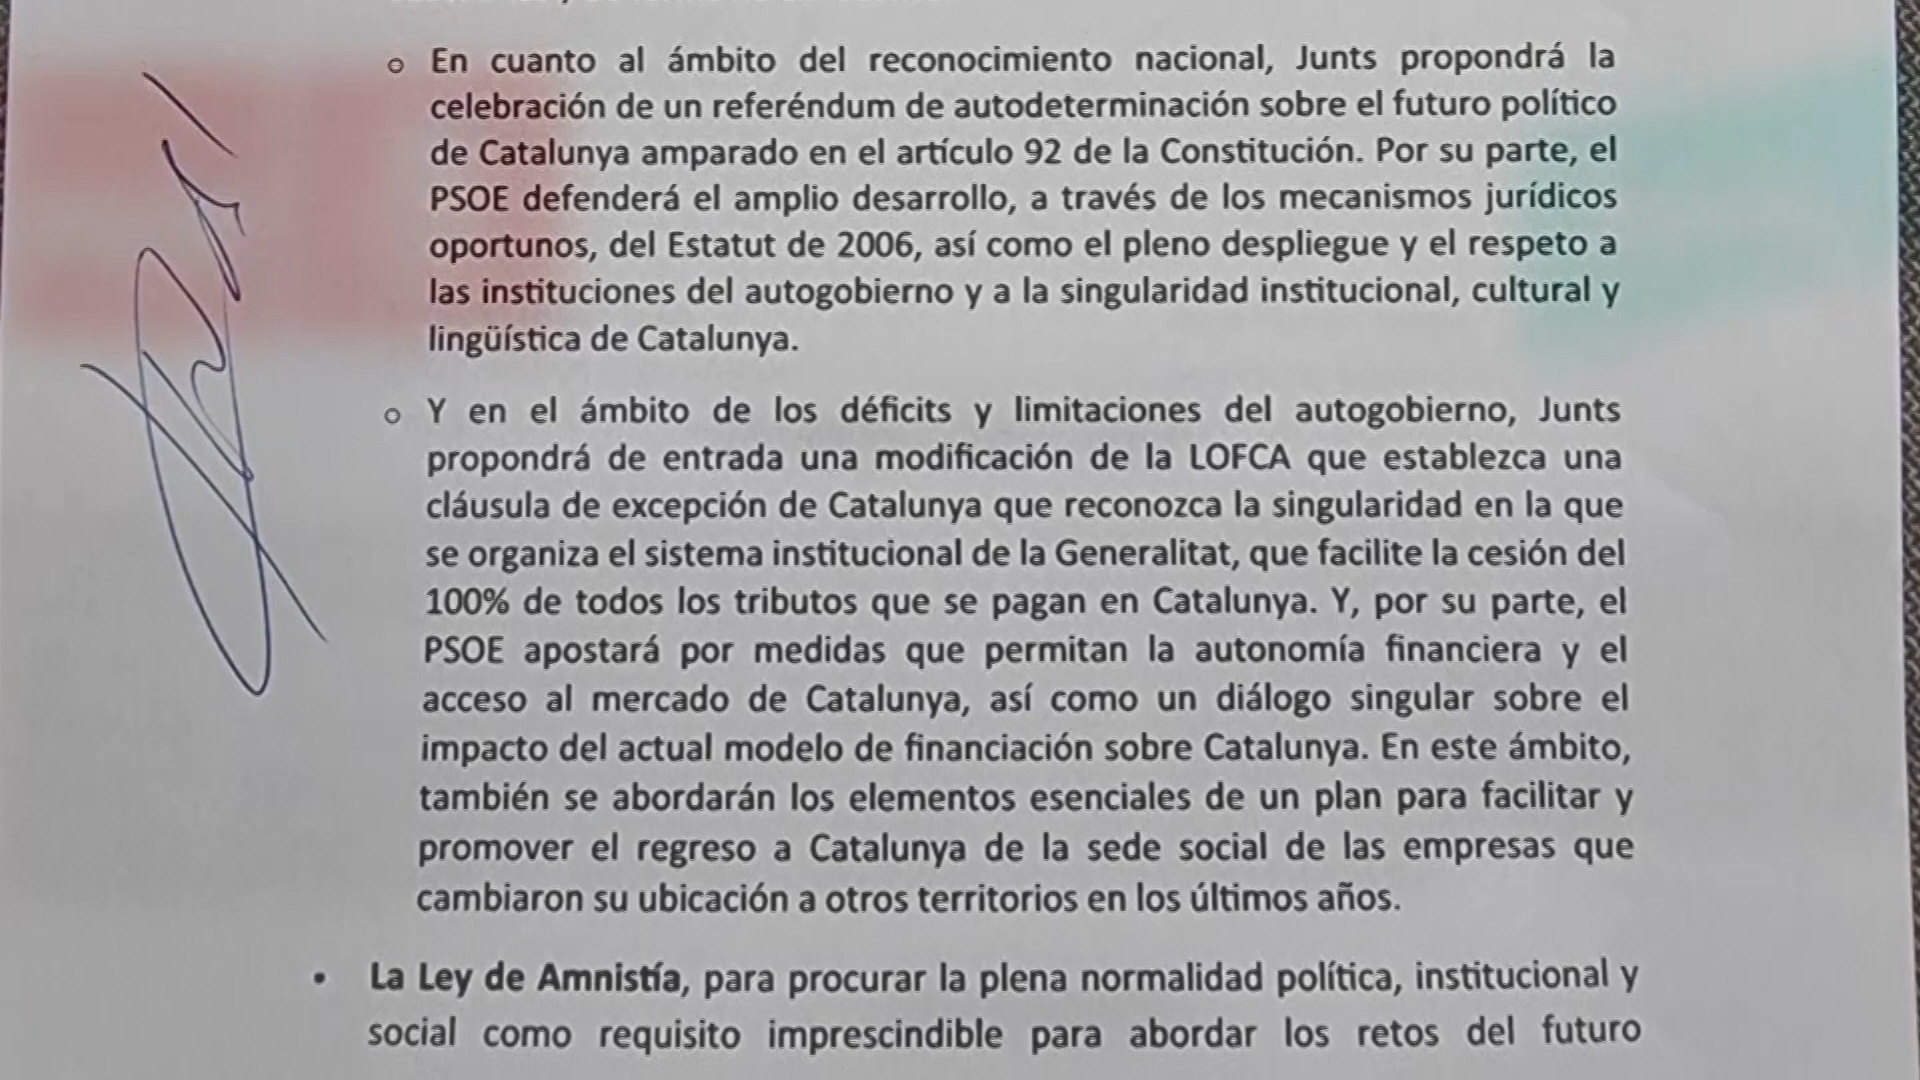 ○ En cuanto al ámbito del reconocimiento nacional, Junts propondrá la
celebración de un referéndum de autodeterminación sobre el futuro político
de Catalunya amparado en el artículo 92 de la Constitución. Por su parte, el
PSOE defenderá el amplio desarrollo, a través de los mecanismos jurídicos
oportunos, del Estatut de 2006, así como el pleno despliegue y el respeto a
las instituciones del autogobierno y a la singularidad institucional, cultural y
lingüística de Catalunya.
○ Y en el ámbito de los déficits y limitaciones del autogobierno, Junts
propondrá de entrada una modificación de la LOFCA que establezca una
cláusula de excepción de Catalunya que reconozca la singularidad en la que
se organiza el sistema institucional de la Generalitat, que facilite la cesión del
100% de todos los tributos que se pagan en Catalunya. Y, por su parte, el
PSOE apostará por medidas que permitan la autonomía financiera y el
acceso al mercado de Catalunya, así como un diálogo singular sobre el
impacto del actual modelo de financiación sobre Catalunya. En este ámbito,
también se abordarán los elementos esenciales de un plan para facilitar y
promover el regreso a Catalunya de la sede social de las empresas que
cambiaron su ubicación a otros territorios en los últimos años.
• La Ley de Amnistía, para procurar la plena normalidad política, institucional y
social como requisito imprescindible para abordar los retos del futuro